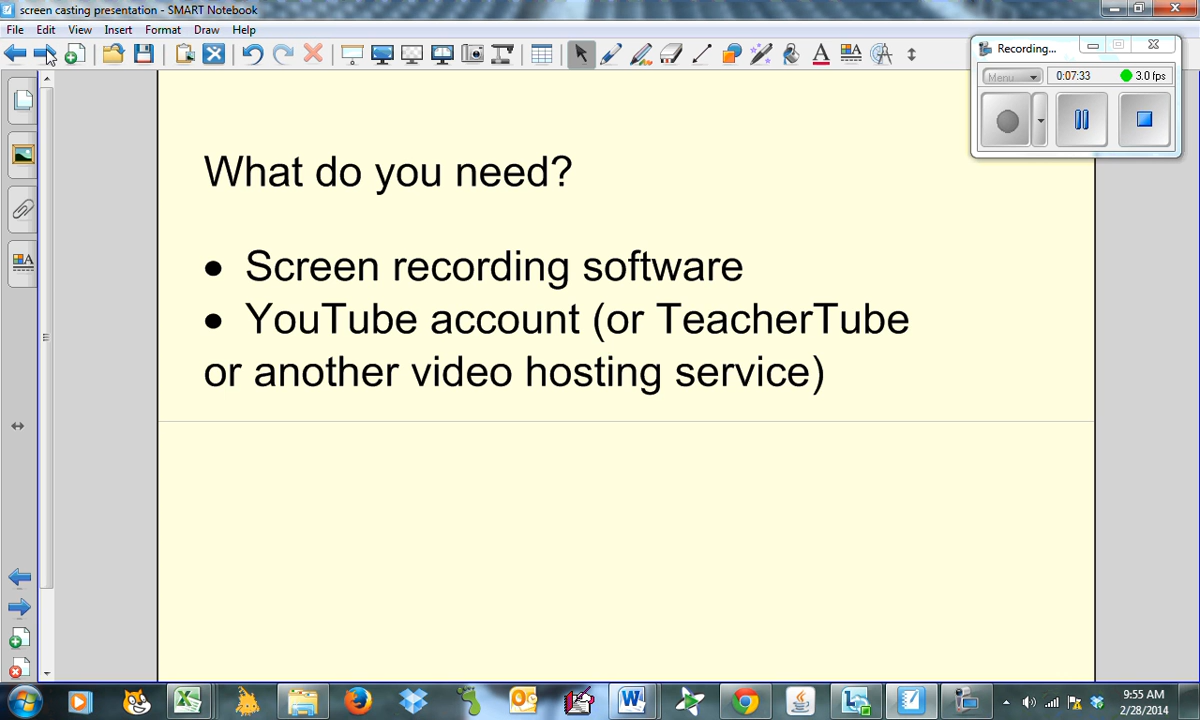 screen casting presentation - SMART Notebook
File Edit View Insert Format Draw Help
Recording...
Menu 0:07:33 3.0 fps
What do you need?
• Screen recording software
• YouTube account (or TeacherTube
or another video hosting service)
9:55 AM
2/28/2014